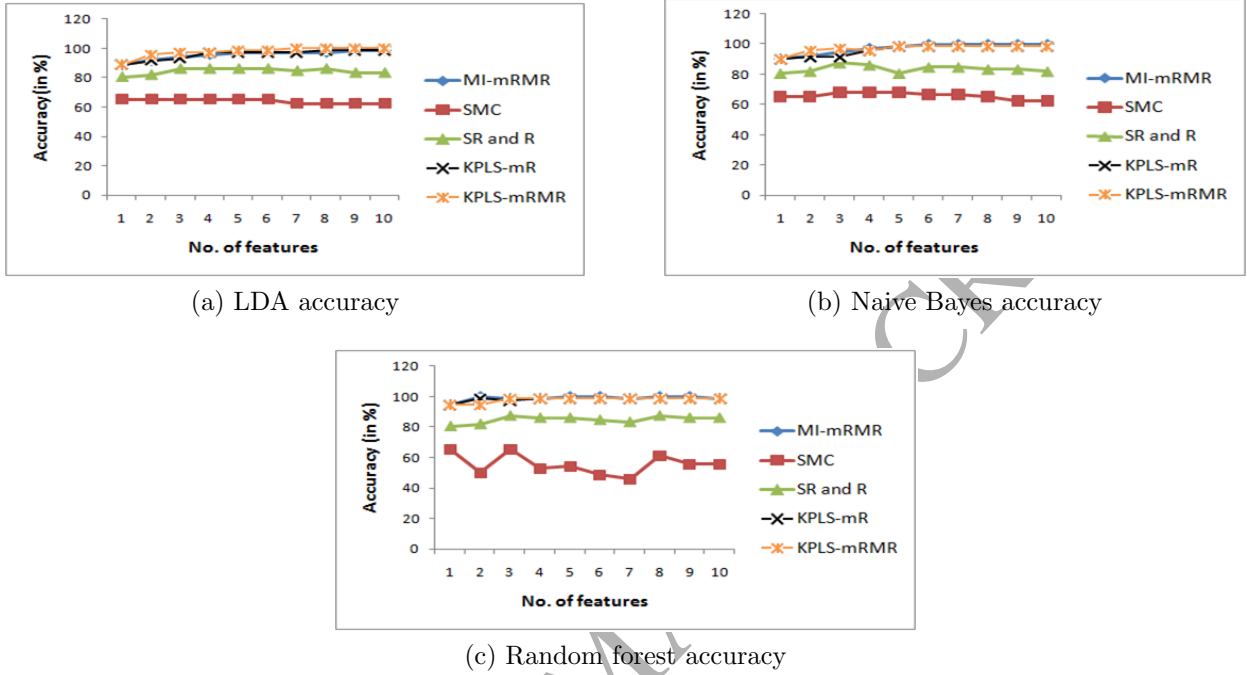 120
100
80
60
40
20
0
Accuracy(in %)
1 2 3 4 5 6 7 8 9 10
No. of features
MI-mRMR
SMC
SR and R
KPLS-mR
KPLS-mRMR
(a) LDA accuracy
120
100
80
60
40
20
0
Accuracy (in %)
1 2 3 4 5 6 7 8 9 10
No. of features
MI-mRMR
SMC
SR and R
KPLS-mR
KPLS-mRMR
(b) Naive Bayes accuracy
120
100
80
60
40
20
0
Accuracy (in %)
1 2 3 4 5 6 7 8 9 10
No. of features
MI-mRMR
SMC
SR and R
KPLS-mR
KPLS-mRMR
(c) Random forest accuracy